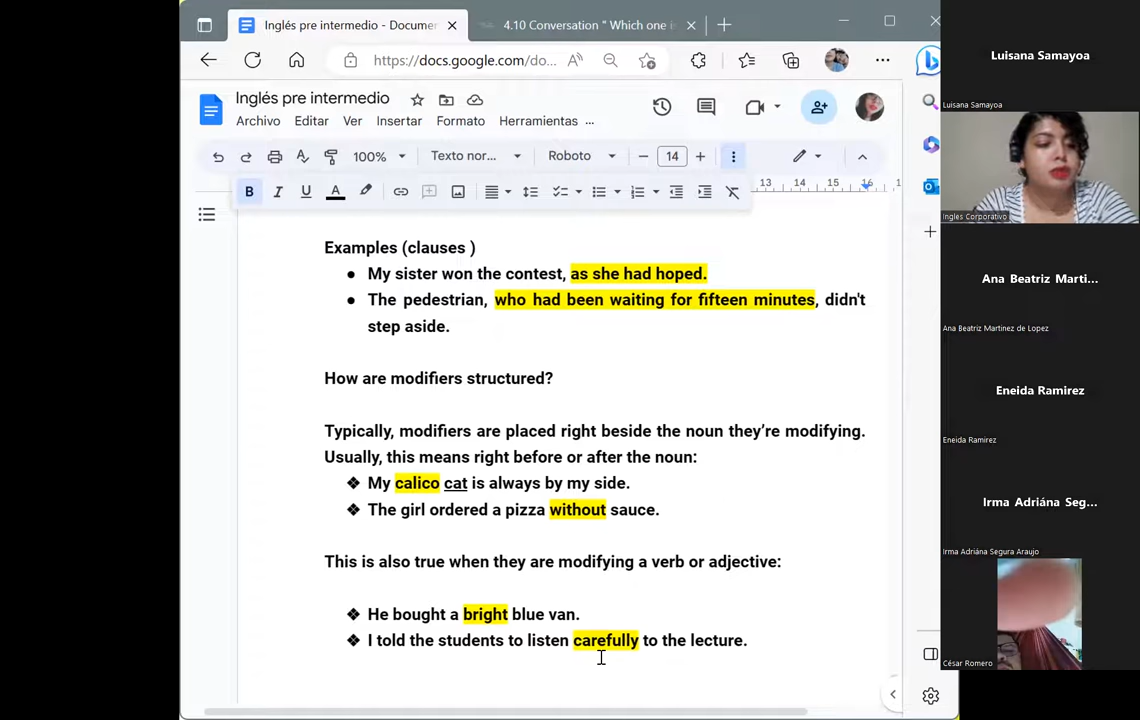 Inglés pre intermedio - Documen
4.10 Conversation " Which one is
https://docs.google.com/do...
Inglés pre intermedio
Archivo Editar Ver Insertar Formato Herramientas ...
100% Texto nor... Roboto 14
13 14 15 16 1
Examples (clauses )
● My sister won the contest, as she had hoped.
● The pedestrian, who had been waiting for fifteen minutes, didn't
step aside.
How are modifiers structured?
Typically, modifiers are placed right beside the noun they're modifying.
Usually, this means right before or after the noun:
❖ My calico cat is always by my side.
❖ The girl ordered a pizza without sauce.
This is also true when they are modifying a verb or adjective:
❖ He bought a bright blue van.
❖ I told the students to listen carefully to the lecture.
Luisana Samayoa
Luisana Samayoa
Ingles Corporativo
Ana Beatriz Marti...
Ana Beatriz Martinez de Lopez
Eneida Ramirez
Eneida Ramirez
Irma Adriána Seg...
Irma Adriána Segura Araujo
César Romero